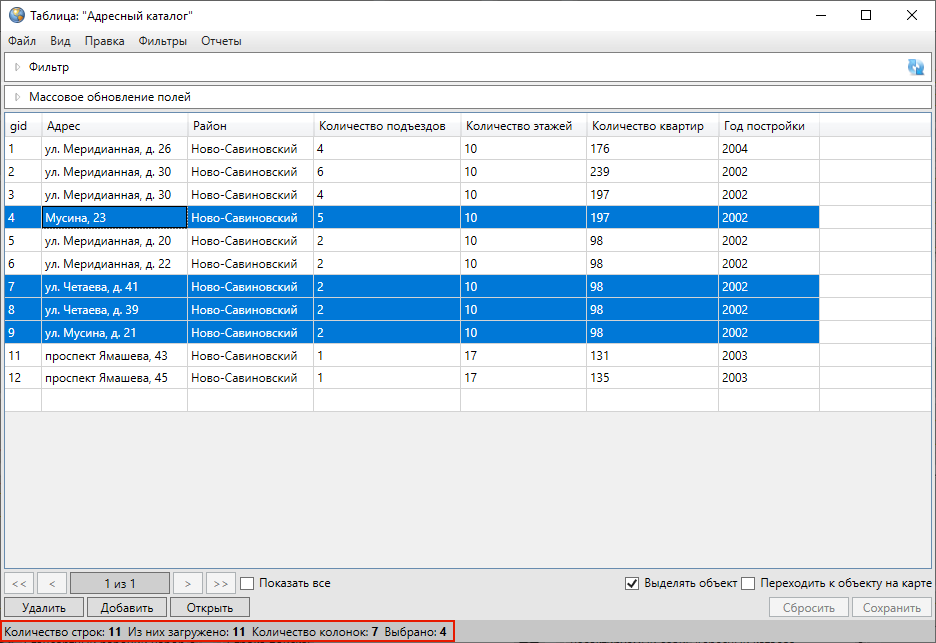 Таблица: "Адресный каталог"
Файл Вид Правка Фильтры Отчеты
Фильтр
Массовое обновление полей
gid Адрес Район Количество подъездов Количество этажей Количество квартир Год постройки
1 ул. Меридианная, д. 26 Ново-Савиновский 4 10 176 2004
2 ул. Меридианная, д. 30 Ново-Савиновский 6 10 239 2002
3 ул. Меридианная, д. 30 Ново-Савиновский 4 10 197 2002
4 Мусина, 23 Ново-Савиновский 5 10 197 2002
5 ул. Меридианная, д. 20 Ново-Савиновский 2 10 98 2002
6 ул. Меридианная, д. 22 Ново-Савиновский 2 10 98 2002
7 ул. Четаева, д. 41 Ново-Савиновский 2 10 98 2002
8 ул. Четаева, д. 39 Ново-Савиновский 2 10 98 2002
9 ул. Мусина, д. 21 Ново-Савиновский 2 10 98 2002
11 проспект Ямашева, 43 Ново-Савиновский 1 17 131 2003
12 проспект Ямашева, 45 Ново-Савиновский 1 17 135 2003
<< < 1 из 1 > >> Показать все Выделять объект Переходить к объекту на карте
Удалить Добавить Открыть Сбросить Сохранить
Количество строк: 11 Из них загружено: 11 Количество колонок: 7 Выбрано: 4